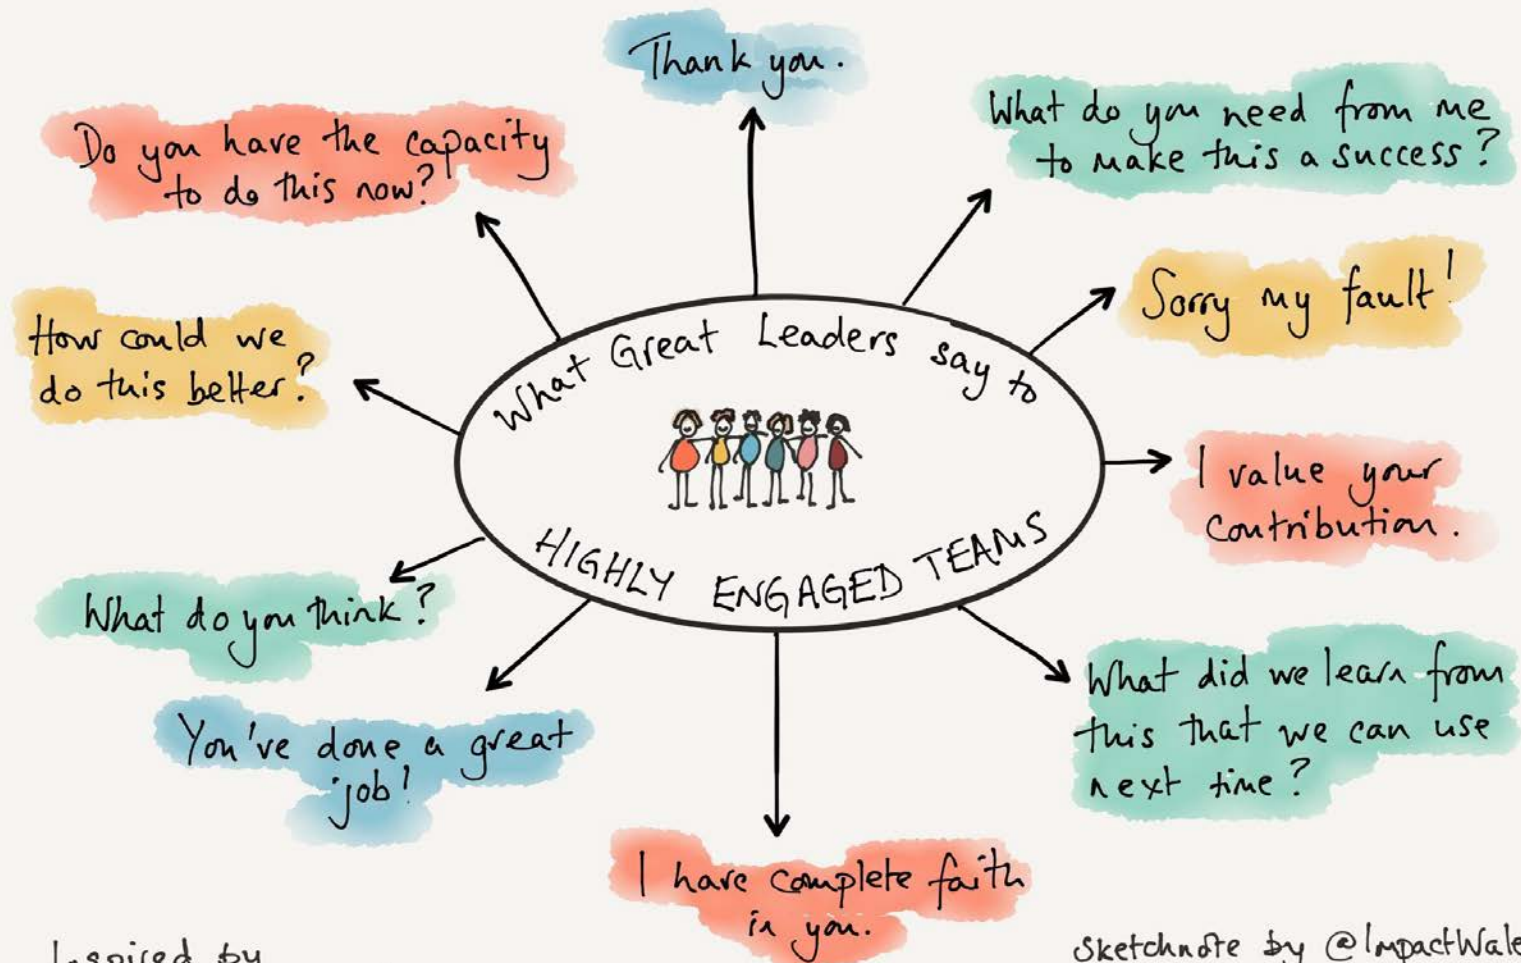 What Great Leaders say to
HIGHLY ENGAGED TEAMS
Thank you.
What do you need from me
to make this a success?
Sorry my fault!
I value your
contribution.
What did we learn from
this that we can use
next time?
I have complete faith
in you.
You've done a great
job!
What do you think?
How could we
do this better?
Do you have the capacity
to do this now?
Inspired by
Sketchnote by @ImpactWales